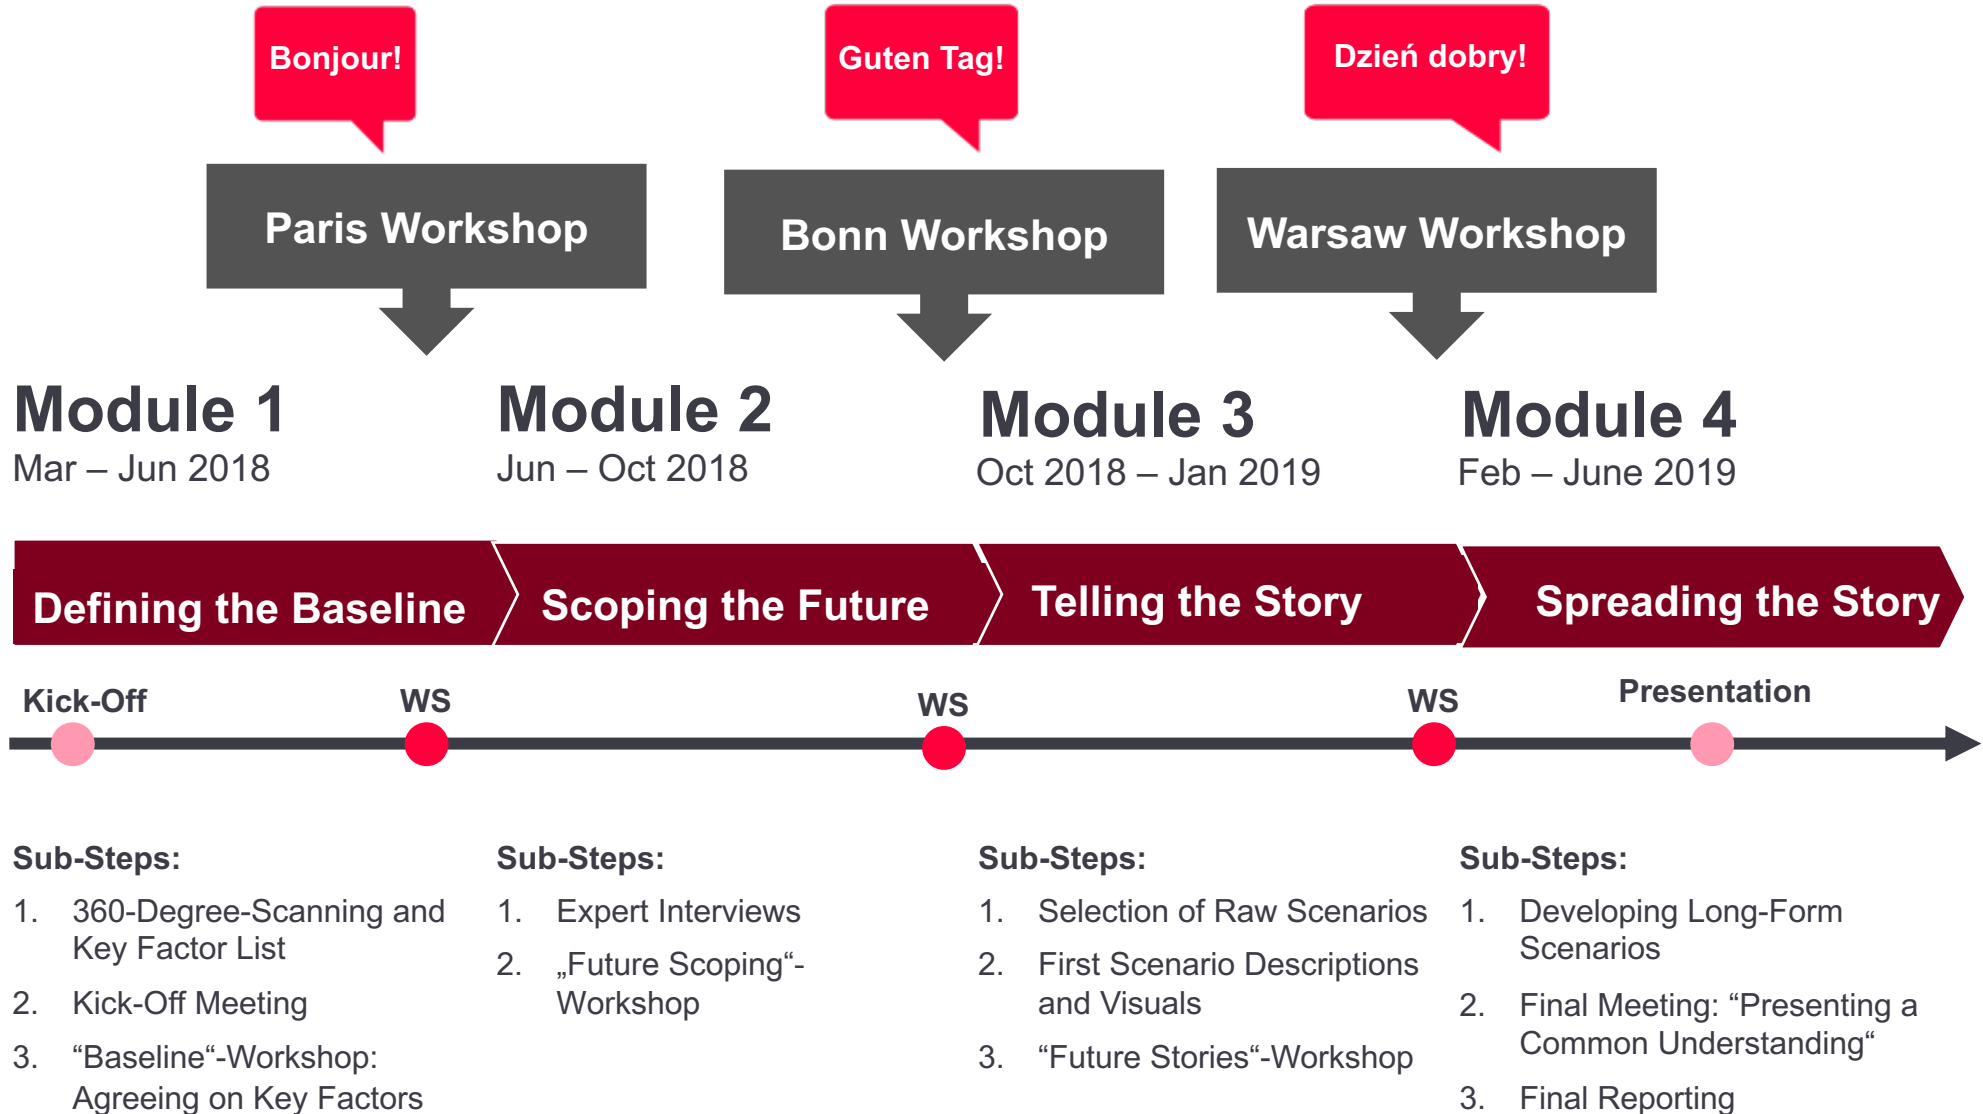 Bonjour!
Guten Tag!
Dzień dobry!
Paris Workshop
Bonn Workshop
Warsaw Workshop
Module 1
Mar – Jun 2018
Module 2
Jun – Oct 2018
Module 3
Oct 2018 – Jan 2019
Module 4
Feb – June 2019
Defining the Baseline
Scoping the Future
Telling the Story
Spreading the Story
Kick-Off
WS
WS
WS
Presentation
Sub-Steps:
1. 360-Degree-Scanning and
Key Factor List
2. Kick-Off Meeting
3. “Baseline“-Workshop:
Agreeing on Key Factors
Sub-Steps:
1. Expert Interviews
2. „Future Scoping“-
Workshop
Sub-Steps:
1. Selection of Raw Scenarios
2. First Scenario Descriptions
and Visuals
3. “Future Stories“-Workshop
Sub-Steps:
1. Developing Long-Form
Scenarios
2. Final Meeting: “Presenting a
Common Understanding“
3. Final Reporting